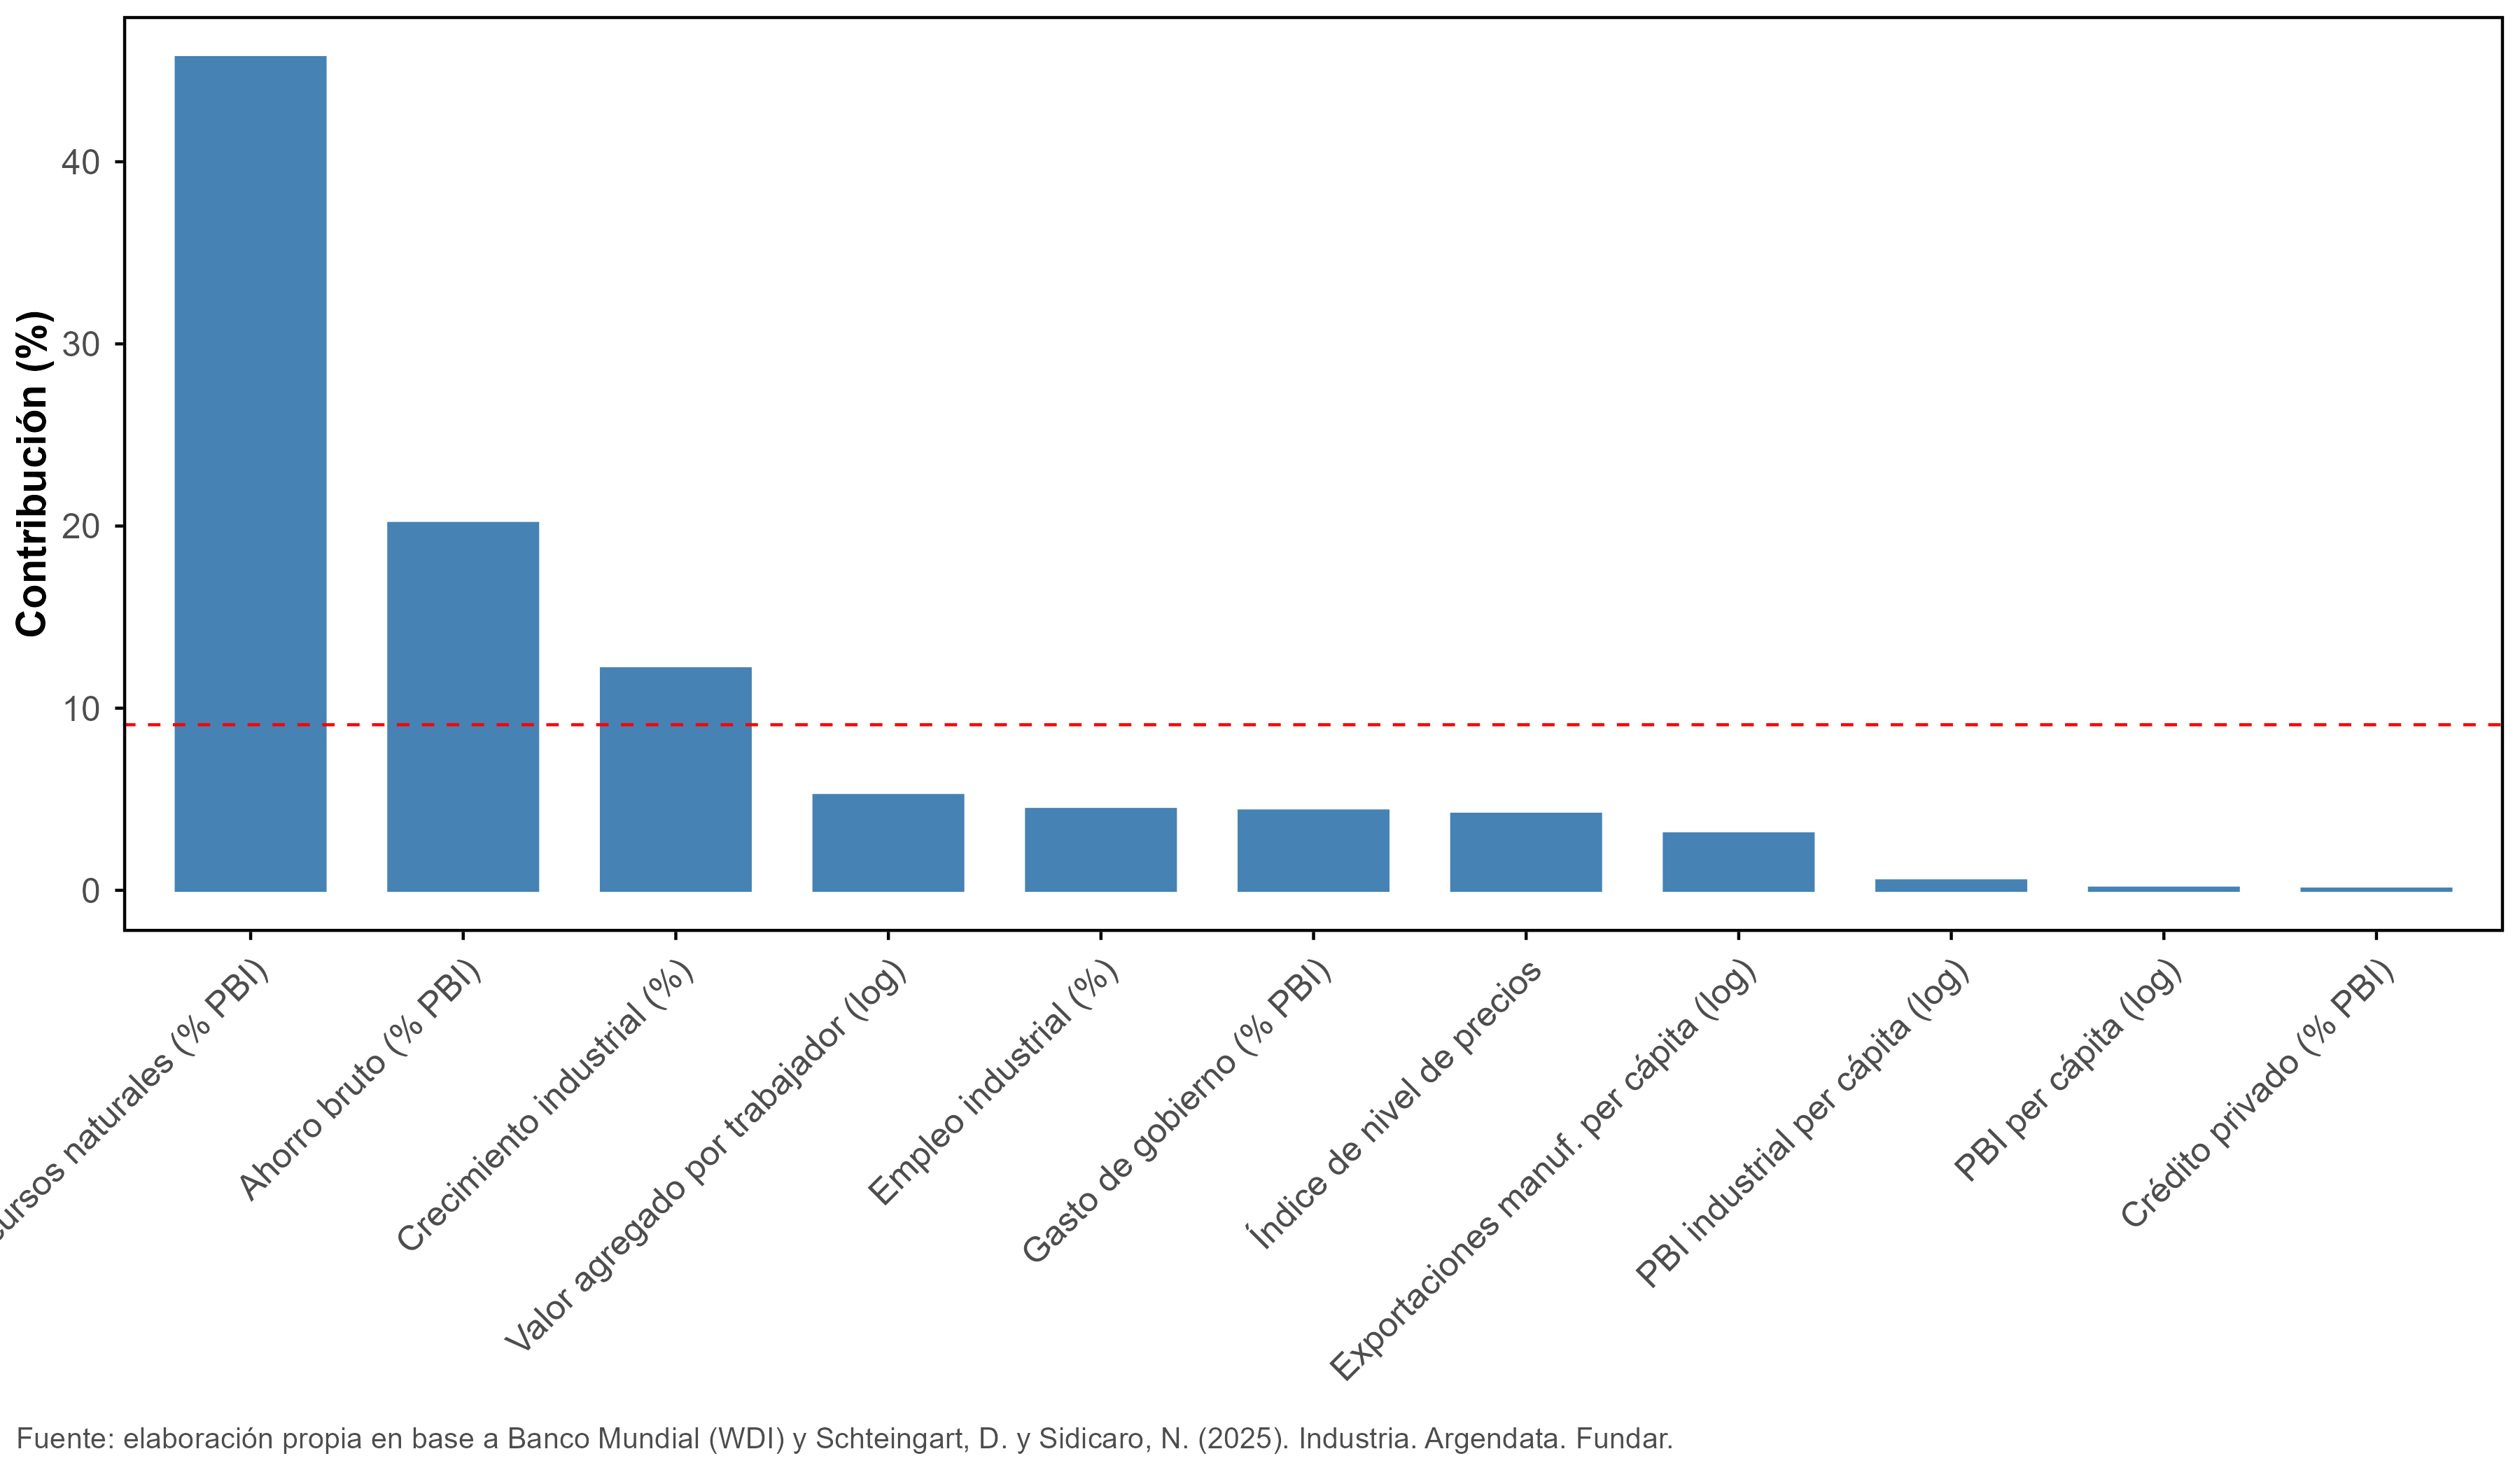 Contribución (%)
40
30
20
10
0
naturales (% PBI)
Ahorro bruto (% PBI)
Crecimiento industrial (%)
Valor agregado por trabajador (log)
Empleo industrial (%)
Gasto de gobierno (% PBI)
Índice de nivel de precios
Exportaciones manuf. per cápita (log)
PBI industrial per cápita (log)
PBI per cápita (log)
Crédito privado (% PBI)
Fuente: elaboración propia en base a Banco Mundial (WDI) y Schteingart, D. y Sidicaro, N. (2025). Industria. Argendata. Fundar.